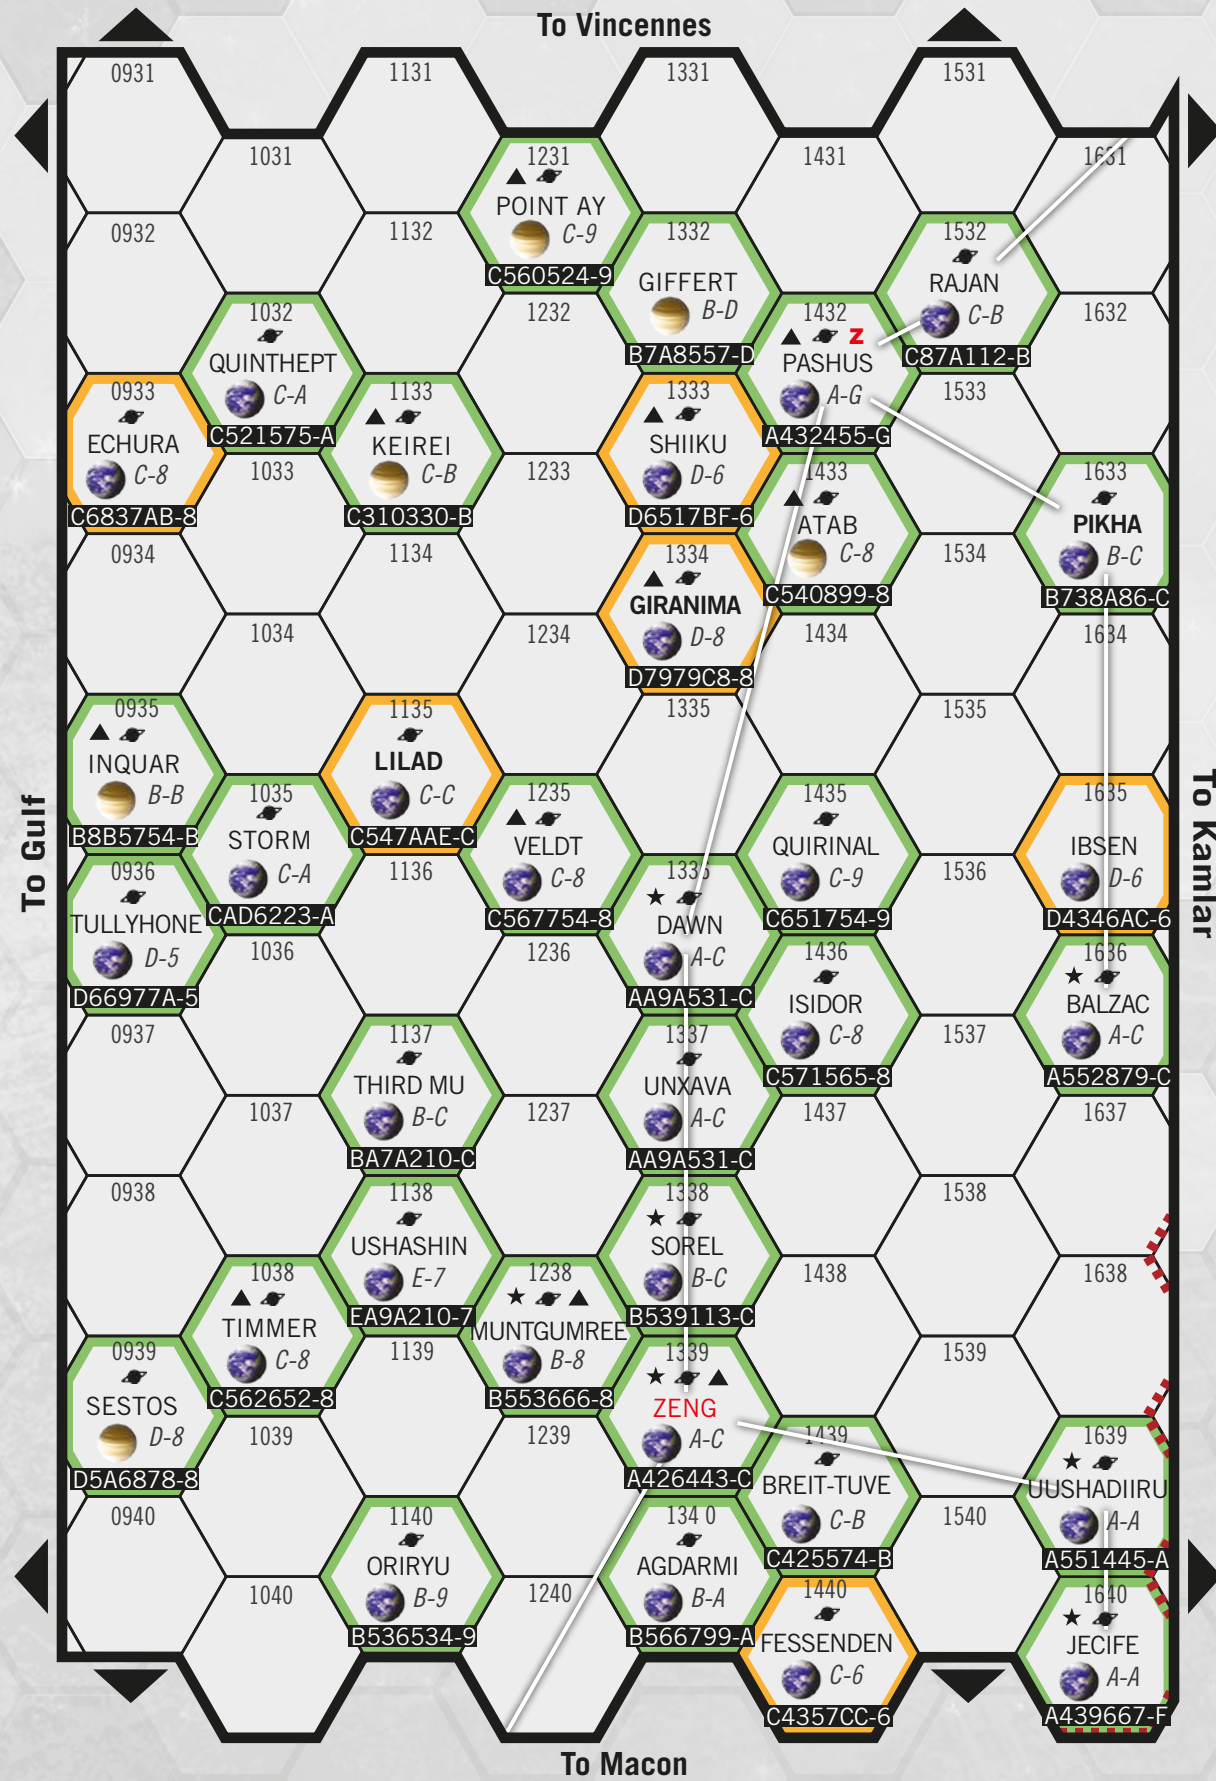 To Vincennes
0931
1131
1331
1531
1031
1231
POINT AY
C-9
C560524-9
1431
1631
0932
1132
1332
GIFFERT
B-D
B7A8557-D
1532
RAJAN
C-B
C87A112-B
1032
QUINTHEPT
C-A
C521575-A
1232
1432
Z
PASHUS
A-G
A432455-G
1632
0933
ECHURA
C-8
C6837AB-8
1133
KEIREI
C-B
C310330-B
1333
SHIIKU
D-6
D6517BF-6
1533
1033
1233
1433
ATAB
C-8
C540899-8
1633
PIKHA
B-C
B738A86-C
0934
1134
1334
GIRANIMA
D-8
D7979C8-8
1534
1034
1234
1434
1634
0935
INQUAR
B-B
B8B5754-B
1135
LILAD
C-C
C547AAE-C
1335
1535
1035
STORM
C-A
CAD6223-A
1235
VELDT
C-8
C567754-8
1435
QUIRINAL
C-9
C651754-9
1635
IBSEN
D-6
D4346AC-6
To Gulf
To Kamlar
0936
TULLYHONE
D-5
D66977A-5
1136
1336
DAWN
A-C
AA9A531-C
1536
1036
1236
1436
ISIDOR
C-8
C571565-8
1636
BALZAC
A-C
A552879-C
0937
1137
THIRD MU
B-C
BA7A210-C
1337
UNXAVA
A-C
AA9A531-C
1537
1037
1237
1437
1637
0938
1138
USHASHIN
E-7
EA9A210-7
1338
SOREL
B-C
B539113-C
1538
1038
TIMMER
C-8
C562652-8
1238
MUNTGUMREE
B-8
B553666-8
1438
1638
0939
SESTOS
D-8
D5A6878-8
1139
1339
ZENG
A-C
A426443-C
1539
1039
1239
1439
BREIT-TUVE
C-B
C425574-B
1639
UUSHADIIRU
A-A
A551445-A
0940
1140
ORIRYU
B-9
B536534-9
134 0
AGDARMI
B-A
B566799-A
1540
1040
1240
1440
FESSENDEN
C-6
C4357CC-6
1640
JECIFE
A-A
A439667-F
To Macon